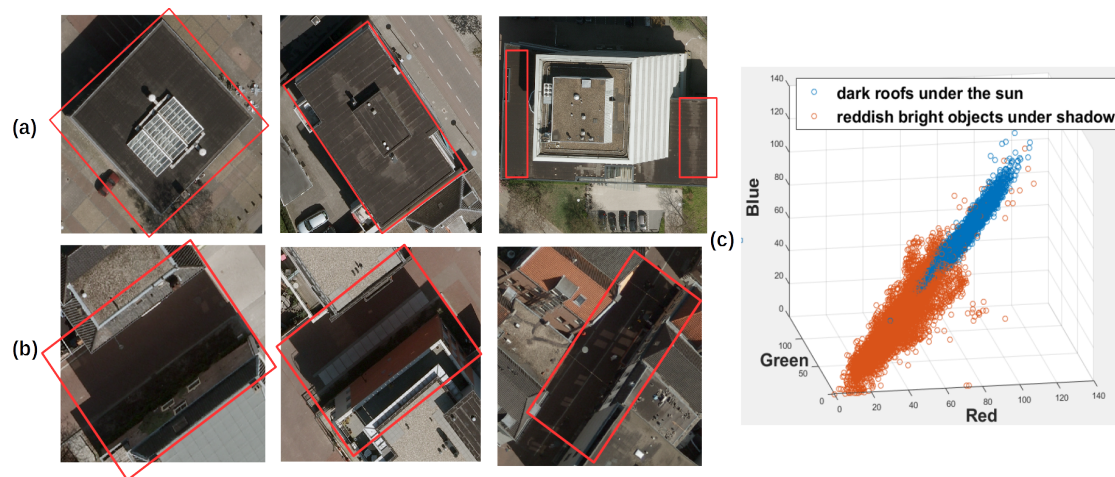 (a)
(b)
(c)
dark roofs under the sun
reddish bright objects under shadow
Blue
140
120
100
80
60
40
20
0
Green
100
50
0
0
20
40
60
80
100
120
140
Red